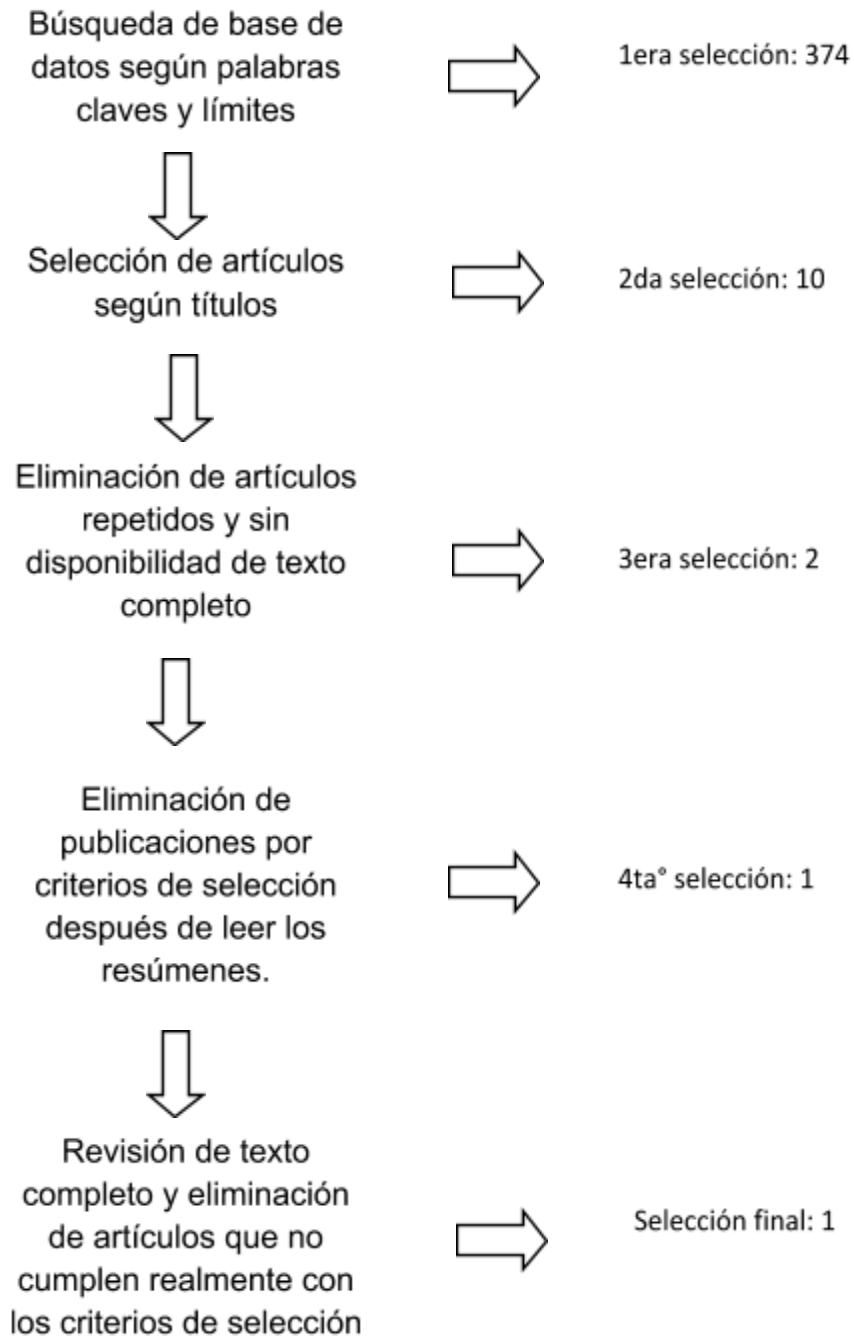 Búsqueda de base de
datos según palabras
claves y límites
1era selección: 374
Selección de artículos
según títulos
2da selección: 10
Eliminación de artículos
repetidos y sin
disponibilidad de texto
completo
3era selección: 2
Eliminación de
publicaciones por
criterios de selección
después de leer los
resúmenes.
4ta° selección: 1
Revisión de texto
completo y eliminación
de artículos que no
cumplen realmente con
los criterios de selección
Selección final: 1